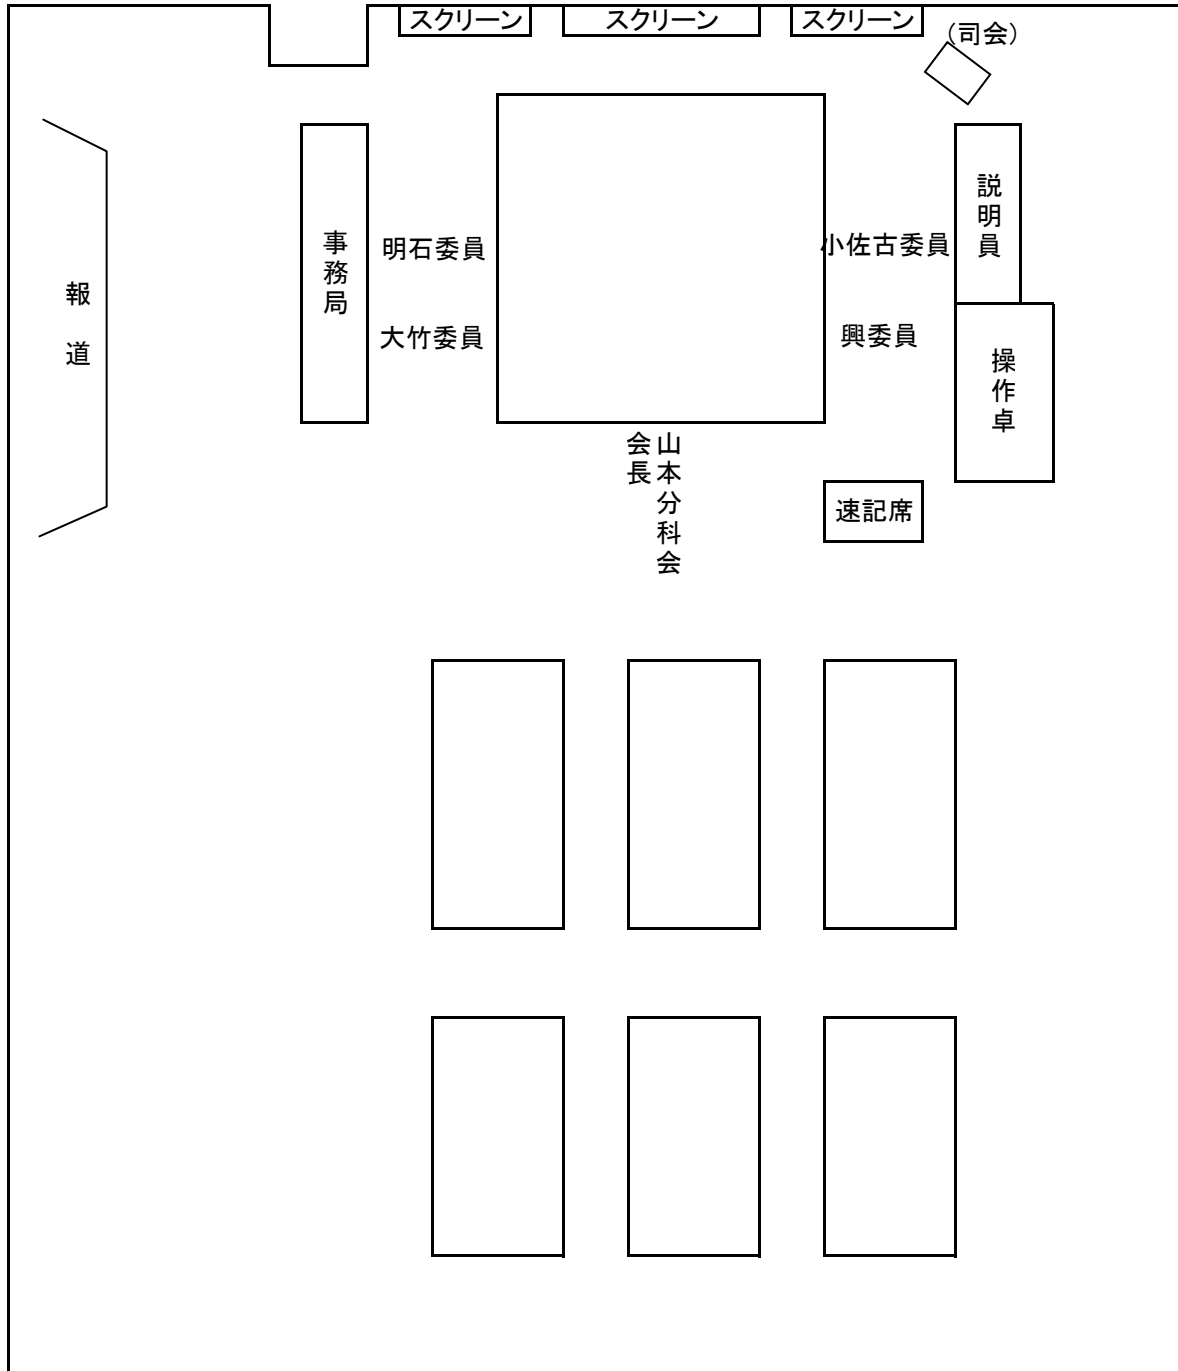 スクリーン
スクリーン
スクリーン
（司会）
説明員
事務局
明石委員
小佐古委員
報道
大竹委員
興委員
操作卓
山本分科会
会長
速記席